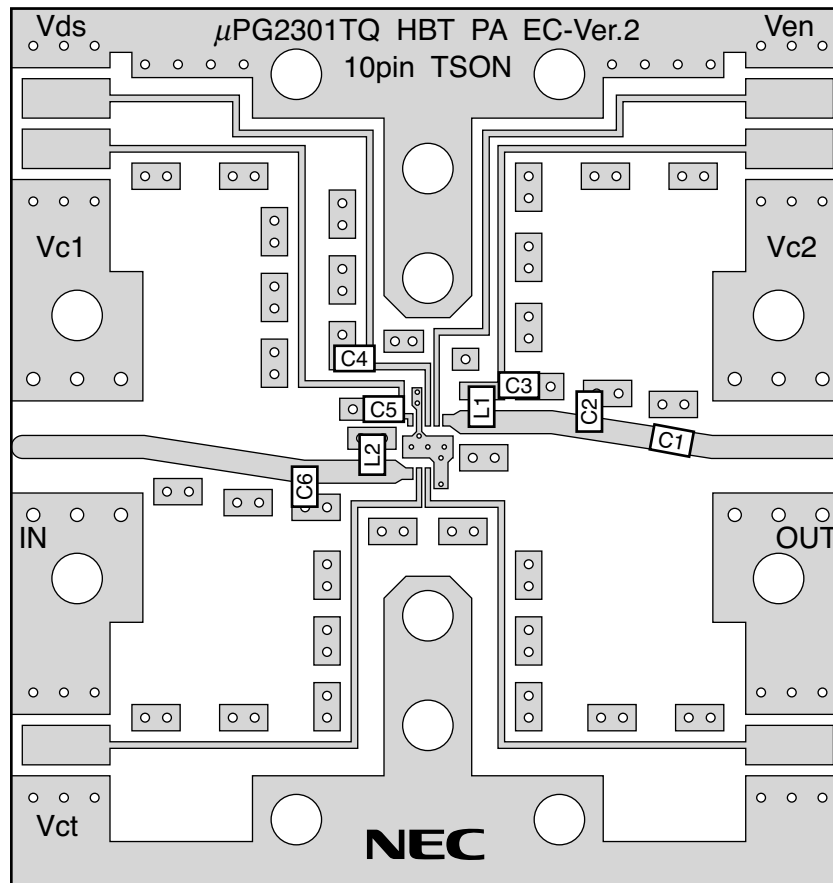 Vds
μPG2301TQ HBT PA EC-Ver.2
Ven
10pin TSON
Vc1
Vc2
C4
C3
C5
L1
C2
C1
L2
C6
IN
OUT
Vct
NEC